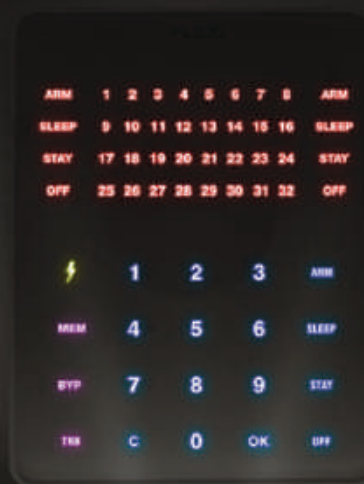 ARM 1 2 3 4 5 6 7 8 ARM
SLEEP 9 10 11 12 13 14 15 16 SLEEP
STAY 17 18 19 20 21 22 23 24 STAY
OFF 25 26 27 28 29 30 31 32 OFF
1 2 3 ARM
MEM 4 5 6 SLEEP
BYP 7 8 9 STAY
TRB C 0 OK OFF